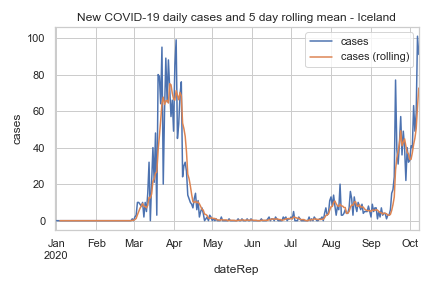 New COVID-19 daily cases and 5 day rolling mean - Iceland
cases
cases (rolling)
100
80
60
40
20
0
cases
Jan Feb Mar Apr May Jun Jul Aug Sep Oct
2020
dateRep